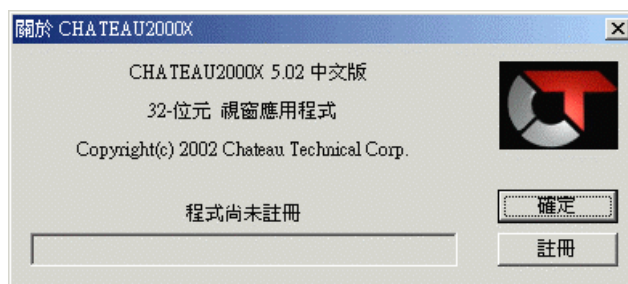 關於 CHATEAU2000X
CHATEAU2000X 5.02 中文版
32-位元 視窗應用程式
Copyright(c) 2002 Chateau Technical Corp.
程式尚未註冊
確定
註冊